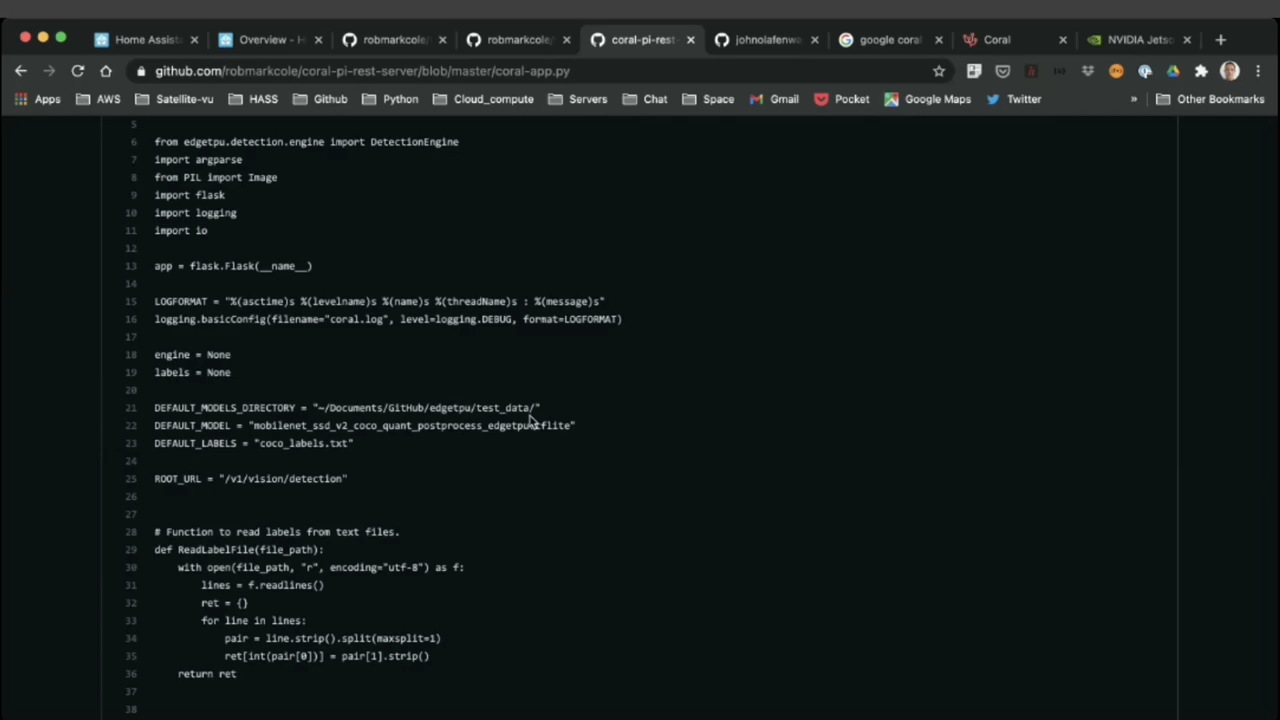 Home Assista
Overview - H
robmarkcole/
robmarkcole/
coral-pi-rest-
johnolafenwa
google coral
Coral
NVIDIA Jetso
github.com/robmarkcole/coral-pi-rest-server/blob/master/coral-app.py
Apps
AWS
Satellite-vu
HASS
Github
Python
Cloud_compute
Servers
Chat
Space
Gmail
Pocket
Google Maps
Twitter
»
Other Bookmarks
5
6 from edgetpu.detection.engine import DetectionEngine
7 import argparse
8 from PIL import Image
9 import flask
10 import logging
11 import io
12
13 app = flask.Flask(__name__)
14
15 LOGFORMAT = "%(asctime)s %(levelname)s %(name)s %(threadName)s : %(message)s"
16 logging.basicConfig(filename="coral.log", level=logging.DEBUG, format=LOGFORMAT)
17
18 engine = None
19 labels = None
20
21 DEFAULT_MODELS_DIRECTORY = "~/Documents/GitHub/edgetpu/test_data/"
22 DEFAULT_MODEL = "mobilenet_ssd_v2_coco_quant_postprocess_edgetpu.tflite"
23 DEFAULT_LABELS = "coco_labels.txt"
24
25 ROOT_URL = "/v1/vision/detection"
26
27
28 # Function to read labels from text files.
29 def ReadLabelFile(file_path):
30 with open(file_path, "r", encoding="utf-8") as f:
31 lines = f.readlines()
32 ret = {}
33 for line in lines:
34 pair = line.strip().split(maxsplit=1)
35 ret[int(pair[0])] = pair[1].strip()
36 return ret
37
38